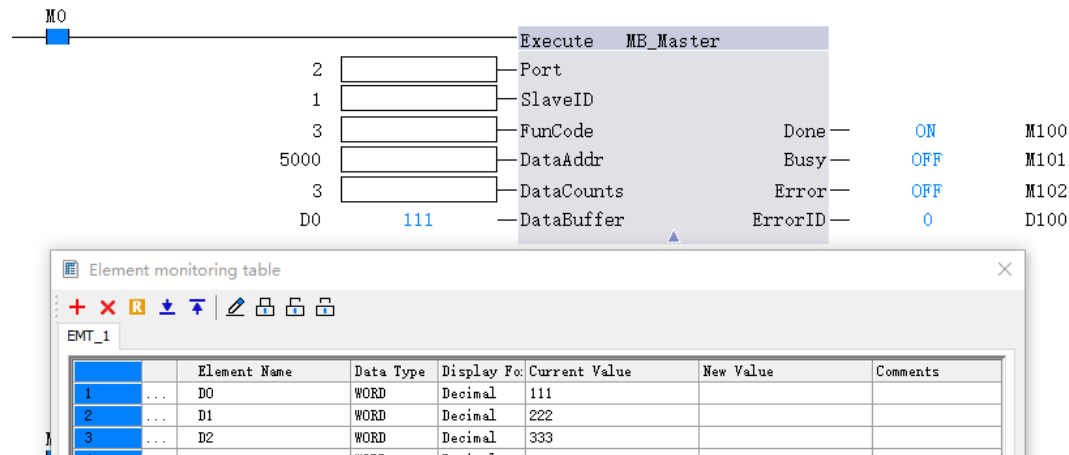 M0
Execute MB_Master
2 Port
1 SlaveID
3 FunCode Done ON M100
5000 DataAddr Busy OFF M101
3 DataCounts Error OFF M102
D0 111 DataBuffer ErrorID 0 D100
Element monitoring table
R
EMT_1
Element Name Data Type Display Fo: Current Value New Value Comments
1 ... D0 WORD Decimal 111
2 ... D1 WORD Decimal 222
3 ... D2 WORD Decimal 333